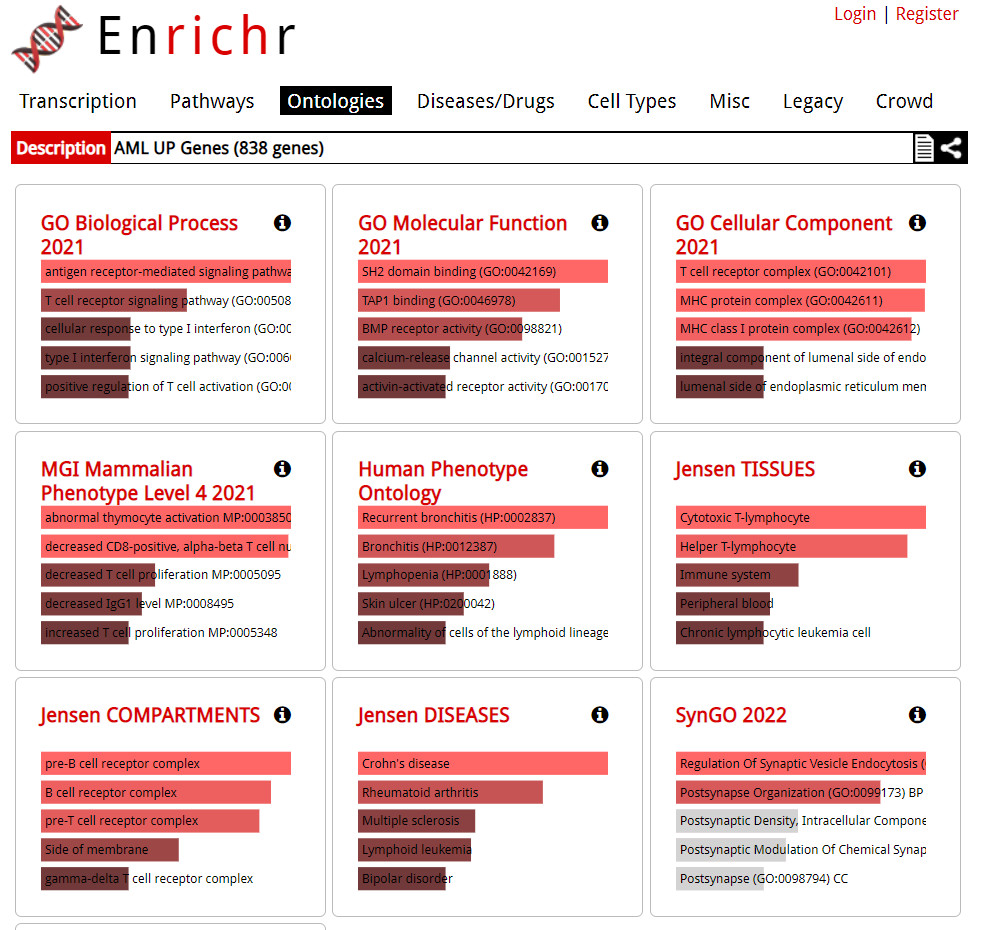 Enrichr
Login | Register
Transcription Pathways Ontologies Diseases/Drugs Cell Types Misc Legacy Crowd
Description AML UP Genes (838 genes)
GO Biological Process
2021
antigen receptor-mediated signaling pathwa
T cell receptor signaling pathway (GO:00508
cellular response to type I interferon (GO:00
type I interferon signaling pathway (GO:006
positive regulation of T cell activation (GO:00
GO Molecular Function
2021
SH2 domain binding (GO:0042169)
TAP1 binding (GO:0046978)
BMP receptor activity (GO:0098821)
calcium-release channel activity (GO:001527
activin-activated receptor activity (GO:00170
GO Cellular Component
2021
T cell receptor complex (GO:0042101)
MHC protein complex (GO:0042611)
MHC class I protein complex (GO:0042612)
integral component of lumenal side of endo
lumenal side of endoplasmic reticulum men
MGI Mammalian
Phenotype Level 4 2021
abnormal thymocyte activation MP:0003850
decreased CD8-positive, alpha-beta T cell nu
decreased T cell proliferation MP:0005095
decreased IgG1 level MP:0008495
increased T cell proliferation MP:0005348
Human Phenotype
Ontology
Recurrent bronchitis (HP:0002837)
Bronchitis (HP:0012387)
Lymphopenia (HP:0001888)
Skin ulcer (HP:0200042)
Abnormality of cells of the lymphoid lineage
Jensen TISSUES
Cytotoxic T-lymphocyte
Helper T-lymphocyte
Immune system
Peripheral blood
Chronic lymphocytic leukemia cell
Jensen COMPARTMENTS
pre-B cell receptor complex
B cell receptor complex
pre-T cell receptor complex
Side of membrane
gamma-delta T cell receptor complex
Jensen DISEASES
Crohn's disease
Rheumatoid arthritis
Multiple sclerosis
Lymphoid leukemia
Bipolar disorder
SynGO 2022
Regulation Of Synaptic Vesicle Endocytosis (
Postsynapse Organization (GO:0099173) BP
Postsynaptic Density, Intracellular Compone
Postsynaptic Modulation Of Chemical Synap
Postsynapse (GO:0098794) CC